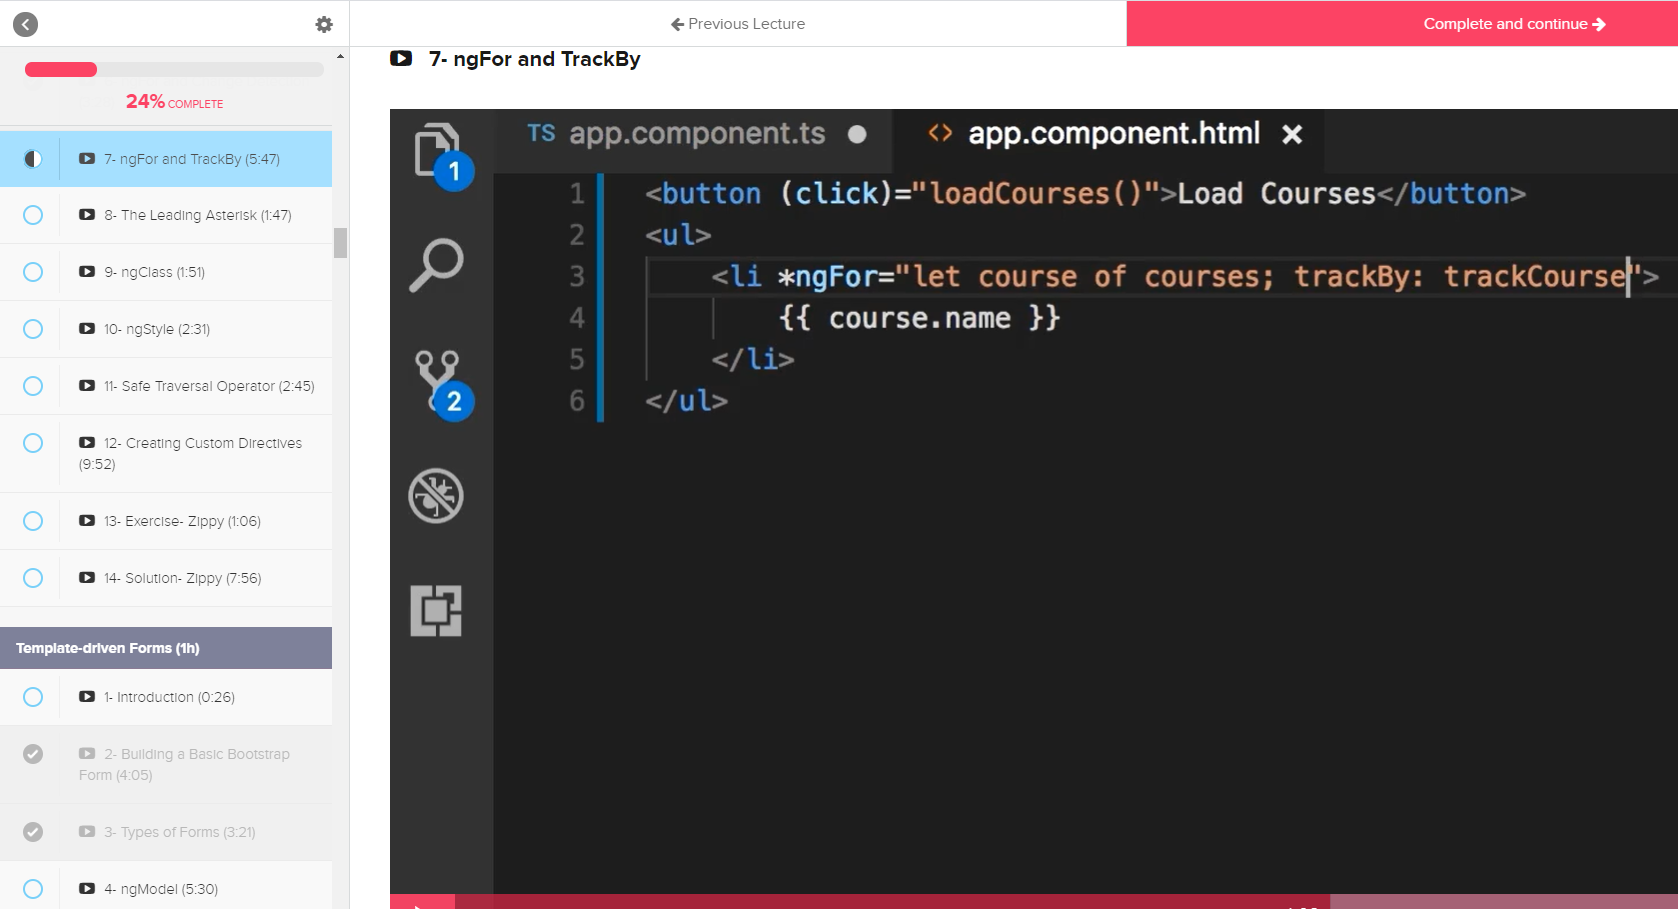 Previous Lecture
Complete and continue
24% COMPLETE
7- ngFor and TrackBy (5:47)
8- The Leading Asterisk (1:47)
9- ngClass (1:51)
10- ngStyle (2:31)
11- Safe Traversal Operator (2:45)
12- Creating Custom Directives
(9:52)
13- Exercise- Zippy (1:06)
14- Solution- Zippy (7:56)
Template-driven Forms (1h)
1- Introduction (0:26)
2- Building a Basic Bootstrap
Form (4:05)
3- Types of Forms (3:21)
4- ngModel (5:30)
7- ngFor and TrackBy
TS app.component.ts
<> app.component.html
1
2
1 <button (click)="loadCourses()">Load Courses</button>
2 <ul>
3 <li *ngFor="let course of courses; trackBy: trackCourse">
4 {{ course.name }}
5 </li>
6 </ul>